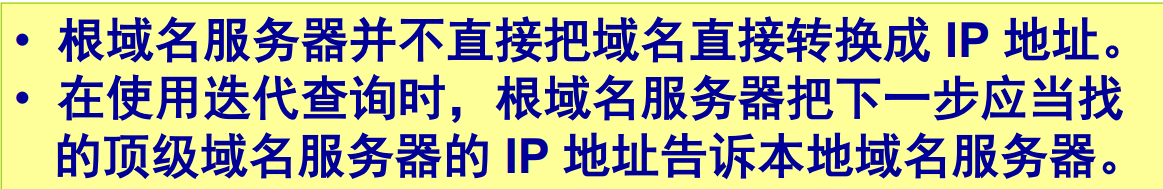 • 根域名服务器并不直接把域名直接转换成 IP 地址。
• 在使用迭代查询时，根域名服务器把下一步应当找
的顶级域名服务器的 IP 地址告诉本地域名服务器。